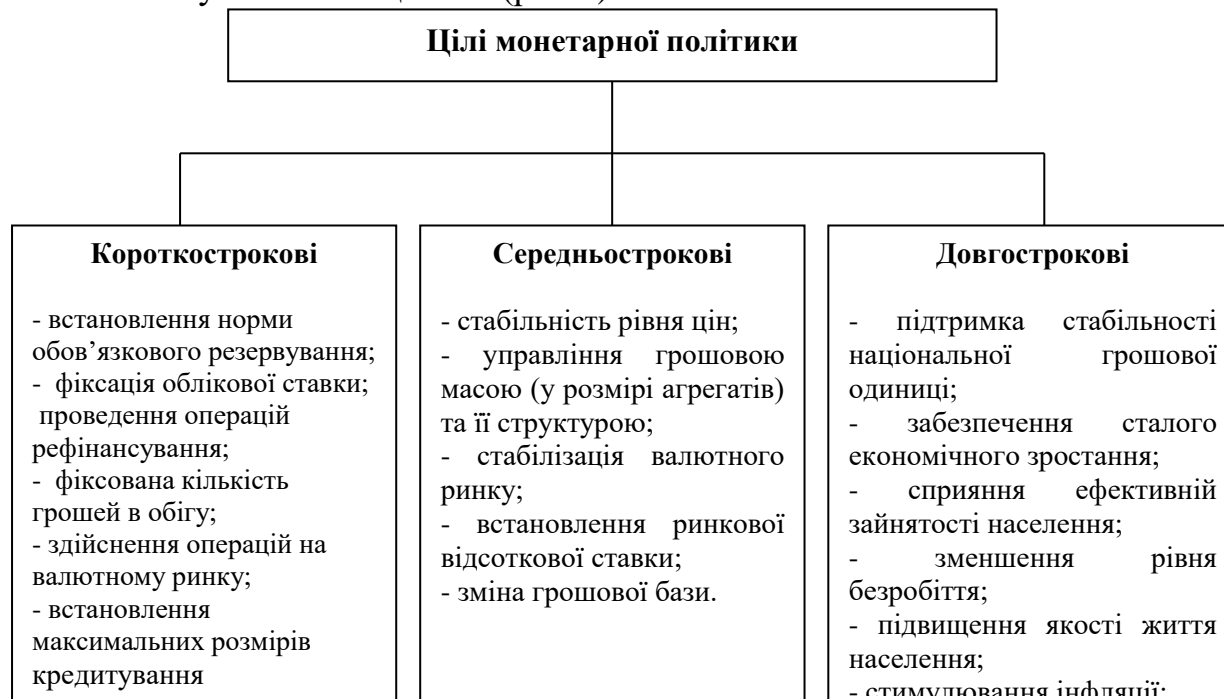 Цілі монетарної політики
Короткострокові
- встановлення норми
обов’язкового резервування;
- фіксація облікової ставки;
проведення операцій
рефінансування;
- фіксована кількість
грошей в обігу;
- здійснення операцій на
валютному ринку;
- встановлення
максимальних розмірів
кредитування
Середньострокові
- стабільність рівня цін;
- управління грошовою
масою (у розмірі агрегатів)
та її структурою;
- стабілізація валютного
ринку;
- встановлення ринкової
відсоткової ставки;
- зміна грошової бази.
Довгострокові
- підтримка стабільності
національної грошової
одиниці;
- забезпечення сталого
економічного зростання;
- сприяння ефективній
зайнятості населення;
- зменшення рівня
безробіття;
- підвищення якості життя
населення;
- стимулювання інфляції;